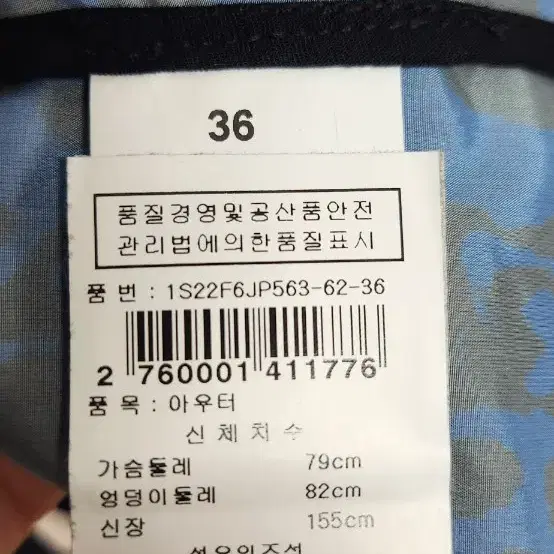 36
품질경영및공산품안전
관리법에의한품질표시
품 번 : 1S22F6JP563-62-36
2 760001 411776
품 목 : 아우터
신체치수
가슴둘레 79cm
엉덩이둘레 82cm
신장 155cm